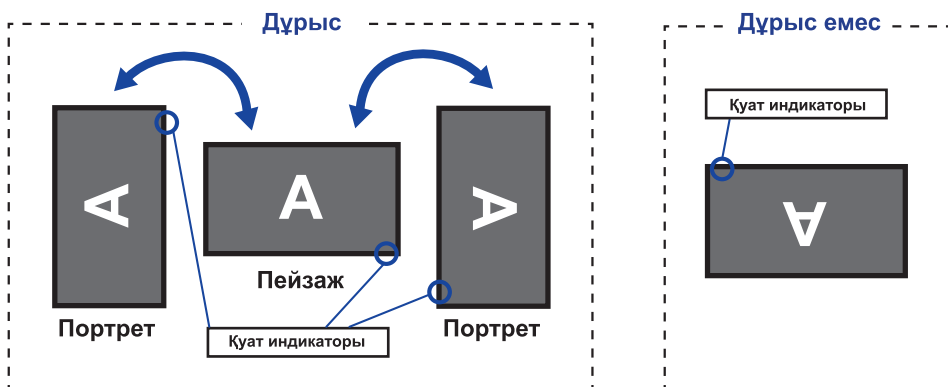 Дұрыс
Дұрыс емес
Қуат индикаторы
A
A
A
A
Пейзаж
Портрет
Портрет
Қуат индикаторы